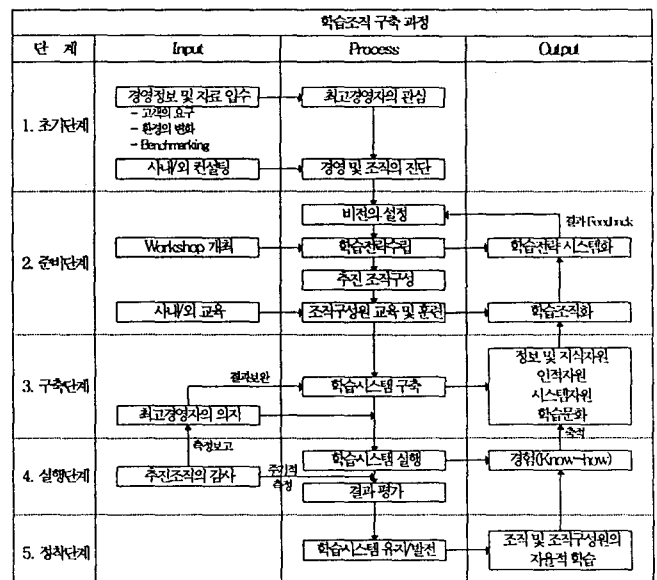 학습조직 구축 과정
단 계 Input Process Output
1. 초기단계
경영정보 및 자료 입수
- 고객의 요구
- 환경의 변화
- Benchmarking
사내/외 컨설팅
최고경영자의 관심
경영 및 조직의 진단
2. 준비단계
비전의 설정
결과 Feedback
Workshop 개최
학습전략수립
학습전략 시스템화
추진 조직구성
사내/외 교육
조직구성원 교육 및 훈련
학습조직화
3. 구축단계
결과보완
학습시스템 구축
정보 및 지식자원
인적자원
시스템자원
학습문화
최고경영자의 의지
축적
4. 실행단계
측정보고
추진조직의 감사
주기적
측정
학습시스템 실행
경험(Know-how)
결과 평가
5. 정착단계
학습시스템 유지/발전
조직 및 조직구성원의
자율적 학습